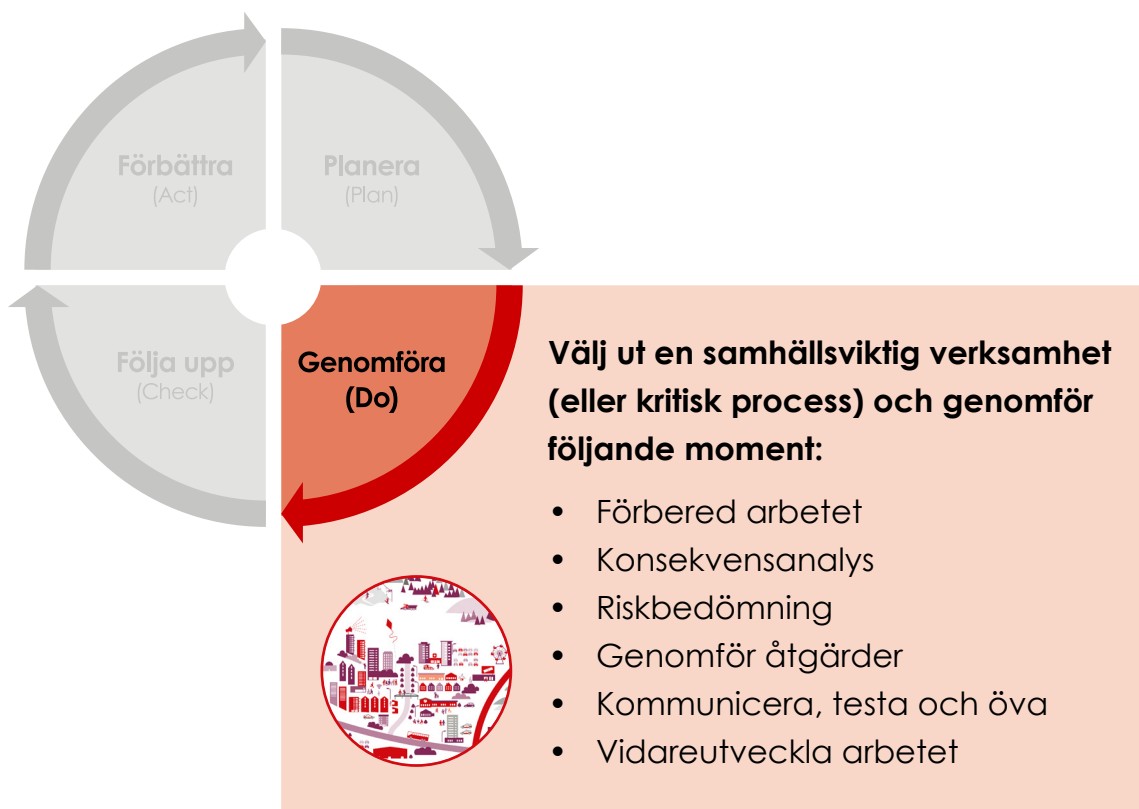 Förbättra
(Act)
Planera
(Plan)
Följa upp
(Check)
Genomföra
(Do)
Välj ut en samhällsviktig verksamhet
(eller kritisk process) och genomför
följande moment:
• Förbered arbetet
• Konsekvensanalys
• Riskbedömning
• Genomför åtgärder
• Kommunicera, testa och öva
• Vidareutveckla arbetet